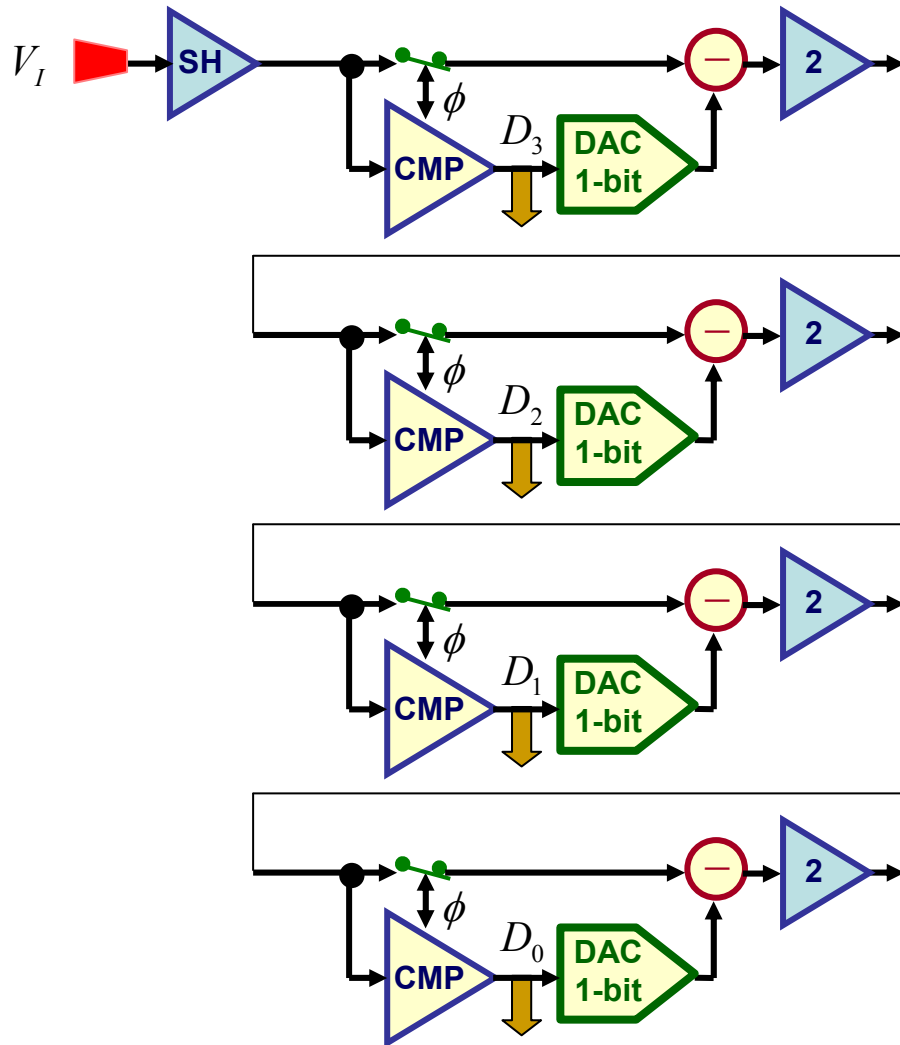 V_I SH φ CMP D_3 DAC 1-bit − 2
φ CMP D_2 DAC 1-bit − 2
φ CMP D_1 DAC 1-bit − 2
φ CMP D_0 DAC 1-bit − 2